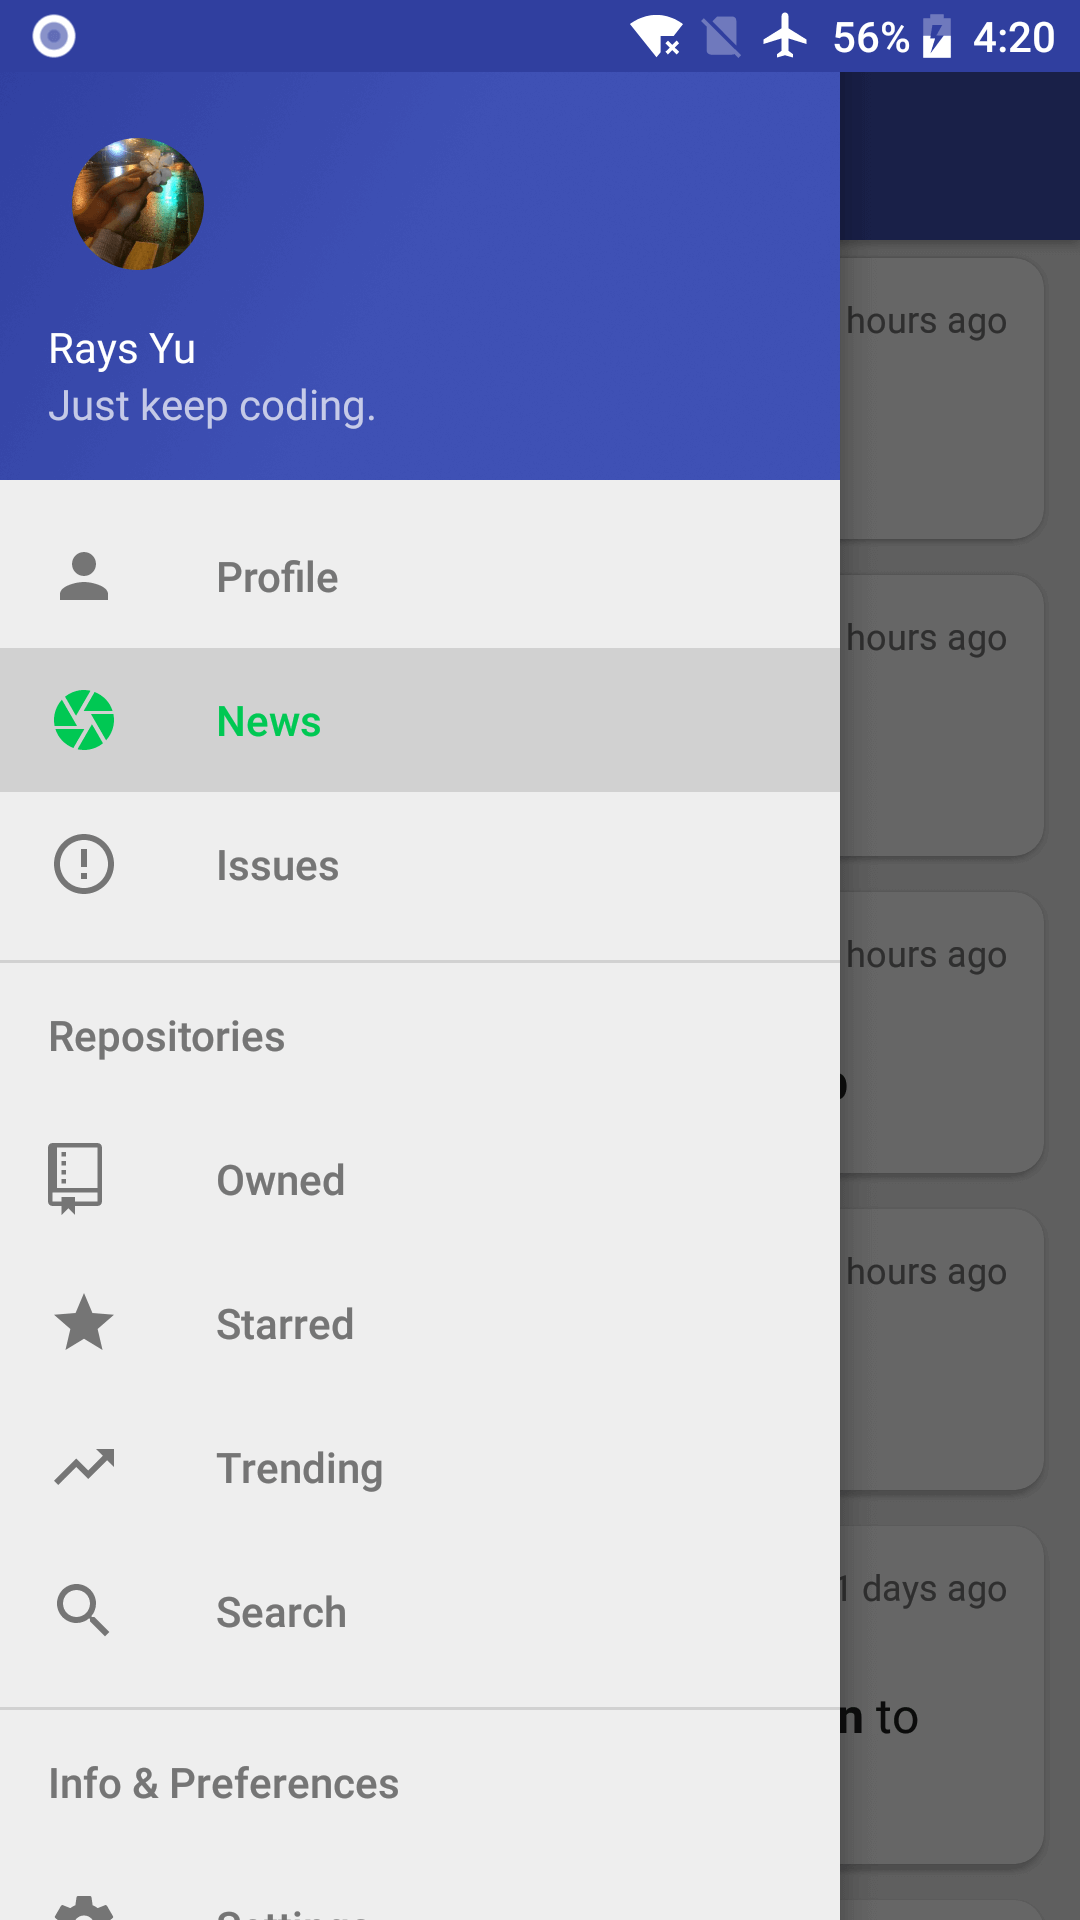 56% 4:20
Rays Yu
Just keep coding.
hours ago
Profile
hours ago
News
Issues
hours ago
Repositories
Owned
hours ago
Starred
Trending
1 days ago
Search
n to
Info & Preferences
Settings